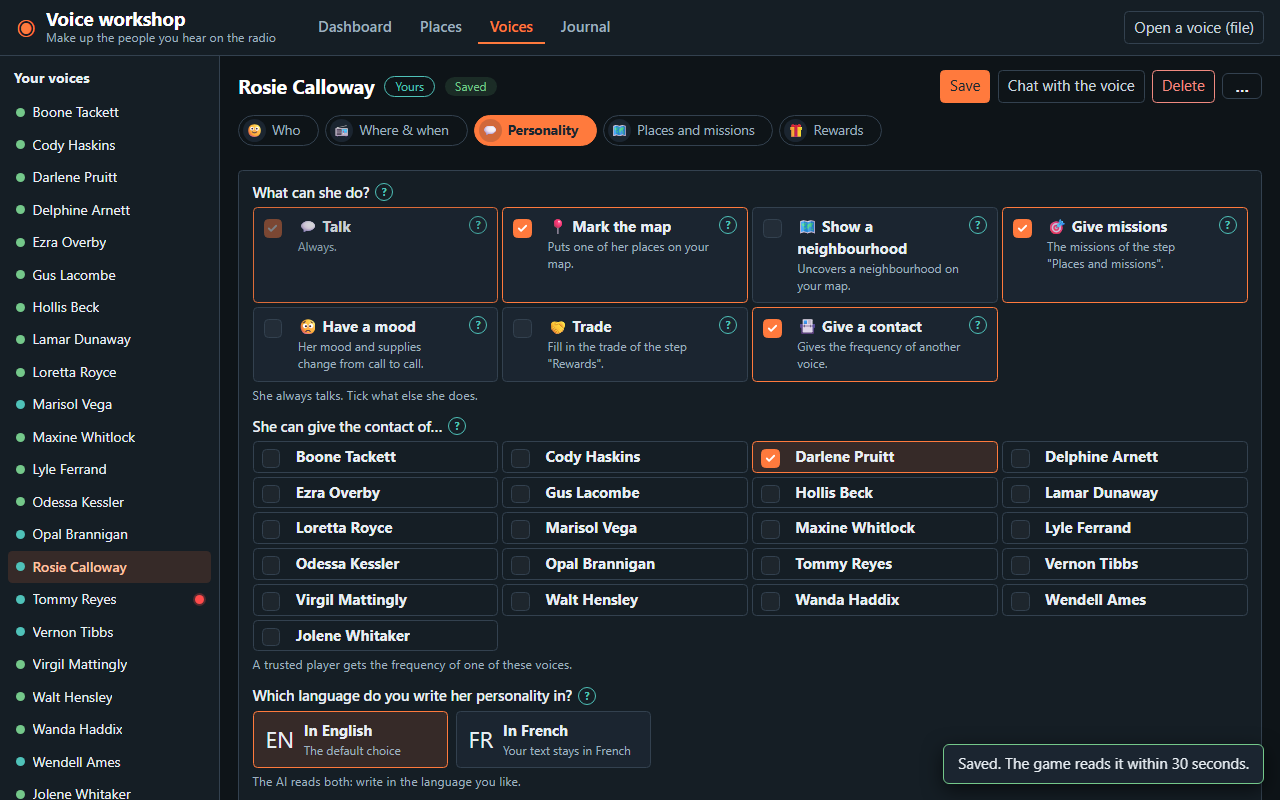 Voice workshop
Make up the people you hear on the radio
Dashboard
Places
Voices
Journal
Open a voice (file)
Your voices
Boone Tackett
Cody Haskins
Darlene Pruitt
Delphine Arnett
Ezra Overby
Gus Lacombe
Hollis Beck
Lamar Dunaway
Loretta Royce
Marisol Vega
Maxine Whitlock
Lyle Ferrand
Odessa Kessler
Opal Brannigan
Rosie Calloway
Tommy Reyes
Vernon Tibbs
Virgil Mattingly
Walt Hensley
Wanda Haddix
Wendell Ames
Jolene Whitaker
Rosie Calloway
Yours
Saved
Save
Chat with the voice
Delete
...
Who
Where & when
Personality
Places and missions
Rewards
What can she do? ?
Talk ?
Always.
Mark the map ?
Puts one of her places on your
map.
Show a ?
neighbourhood
Uncovers a neighbourhood on
your map.
Give missions ?
The missions of the step
"Places and missions".
Have a mood ?
Her mood and supplies
change from call to call.
Trade ?
Fill in the trade of the step
"Rewards".
Give a contact ?
Gives the frequency of another
voice.
She always talks. Tick what else she does.
She can give the contact of... ?
Boone Tackett
Cody Haskins
Darlene Pruitt
Delphine Arnett
Ezra Overby
Gus Lacombe
Hollis Beck
Lamar Dunaway
Loretta Royce
Marisol Vega
Maxine Whitlock
Lyle Ferrand
Odessa Kessler
Opal Brannigan
Tommy Reyes
Vernon Tibbs
Virgil Mattingly
Walt Hensley
Wanda Haddix
Wendell Ames
Jolene Whitaker
A trusted player gets the frequency of one of these voices.
Which language do you write her personality in? ?
EN
In English
The default choice
FR
In French
Your text stays in French
The AI reads both: write in the language you like.
Saved. The game reads it within 30 seconds.